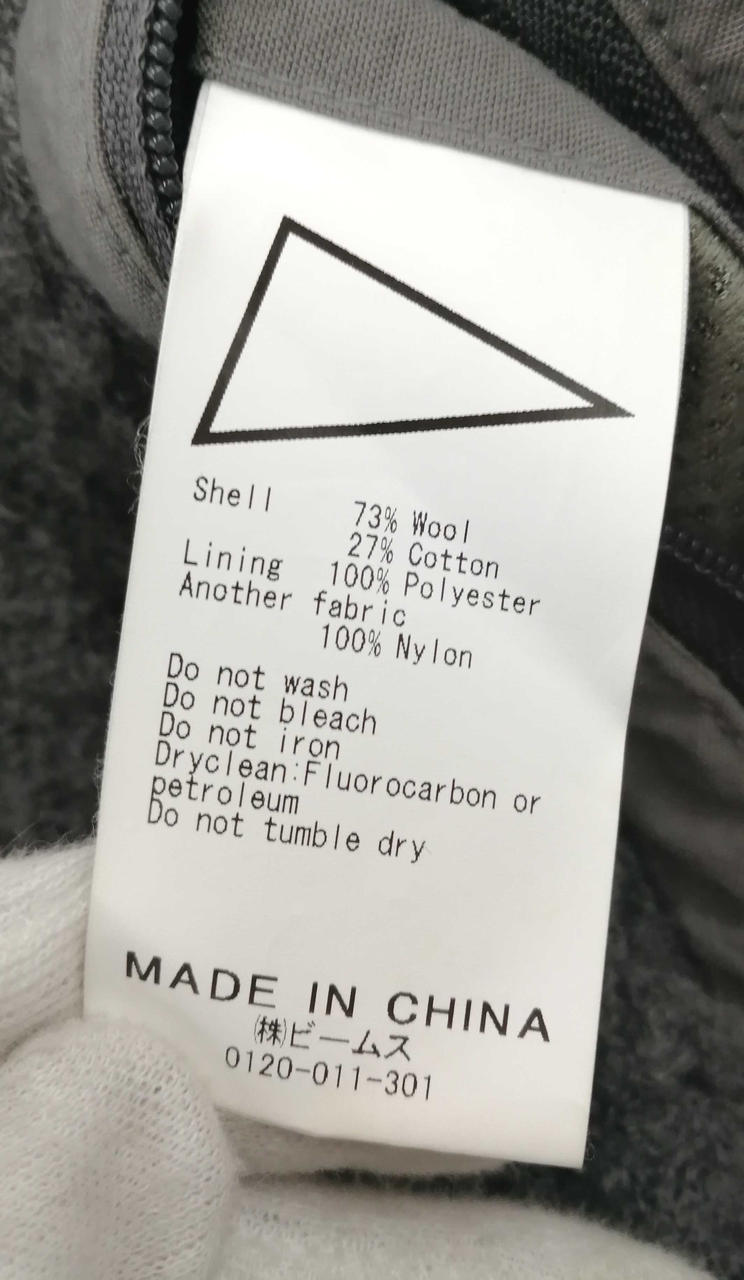 Shell
73% Wool
27% Cotton
Lining 100% Polyester
Another fabric
100% Nylon
Do not wash
Do not bleach
Do not iron
Dryclean:Fluorocarbon or
petroleum
Do not tumble dry
MADE IN CHINA
㈱ビームス
0120-011-301